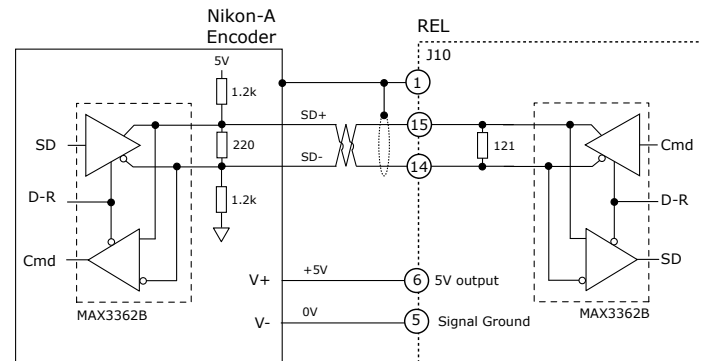 Nikon-A
Encoder
REL
J10
5V
1.2k
1
SD+
15
SD
220
SD-
121
Cmd
14
D-R
1.2k
D-R
Cmd
SD
V+
+5V
6
5V output
MAX3362B
MAX3362B
V-
0V
5
Signal Ground